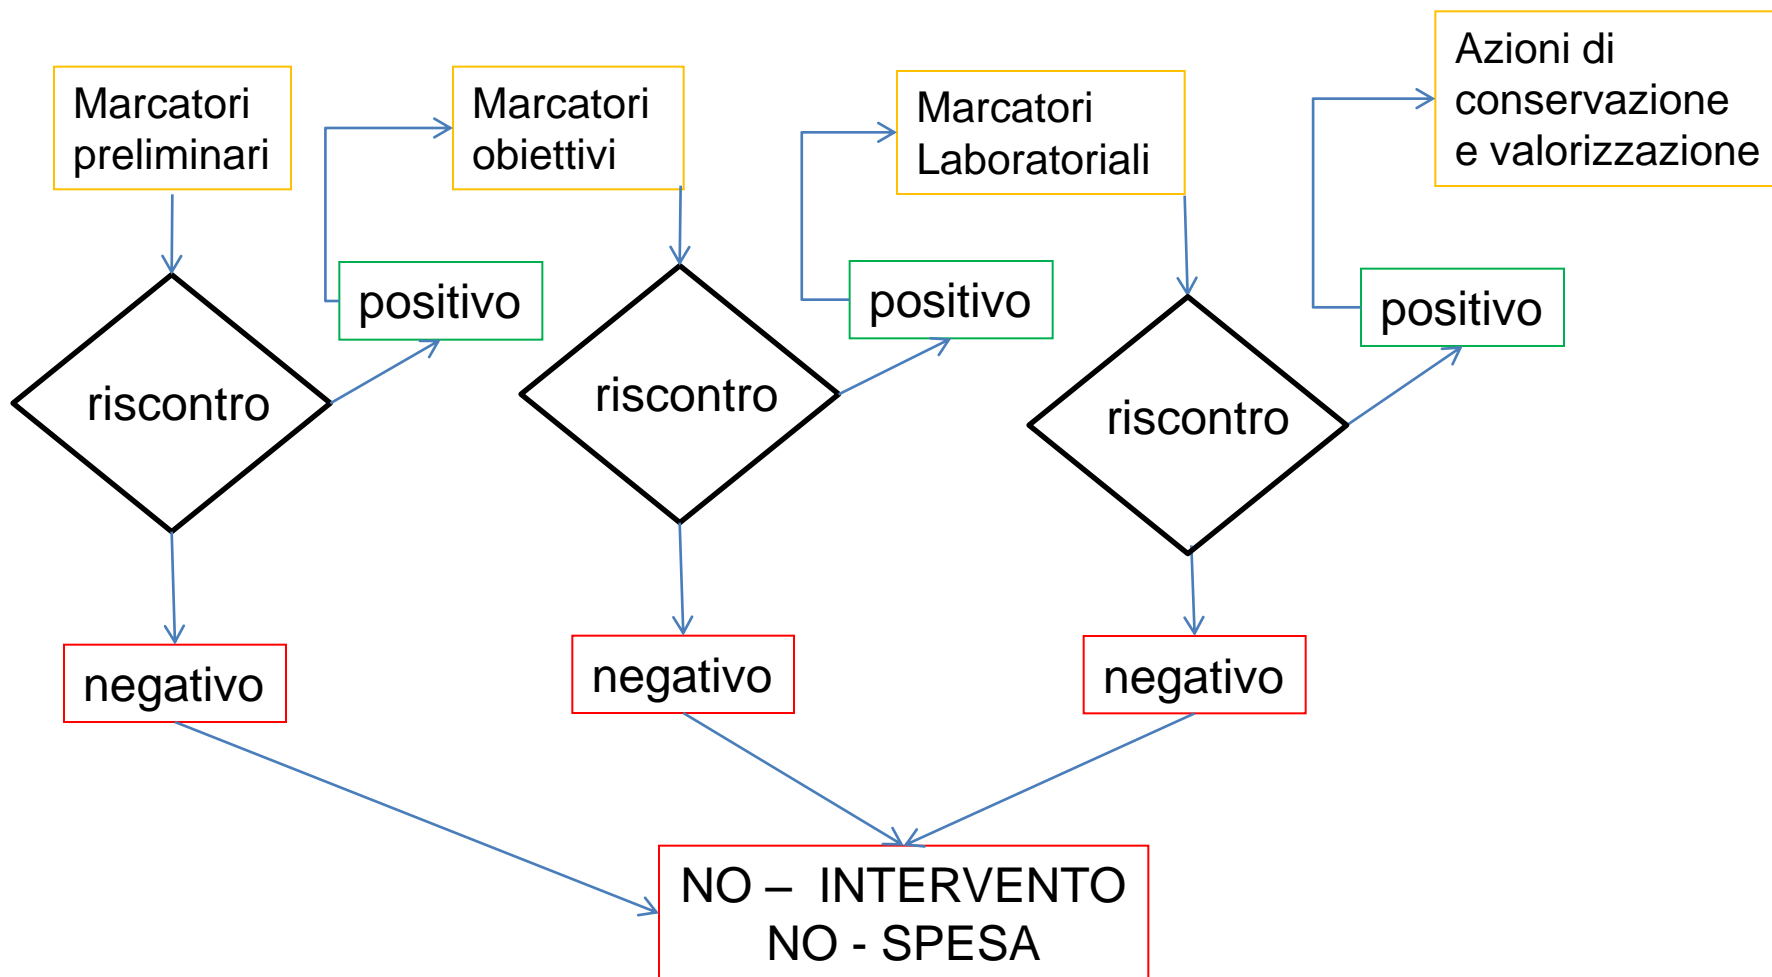 Marcatori
preliminari
Marcatori
obiettivi
Marcatori
Laboratoriali
Azioni di
conservazione
e valorizzazione
positivo
positivo
positivo
riscontro
riscontro
riscontro
negativo
negativo
negativo
NO – INTERVENTO
NO - SPESA